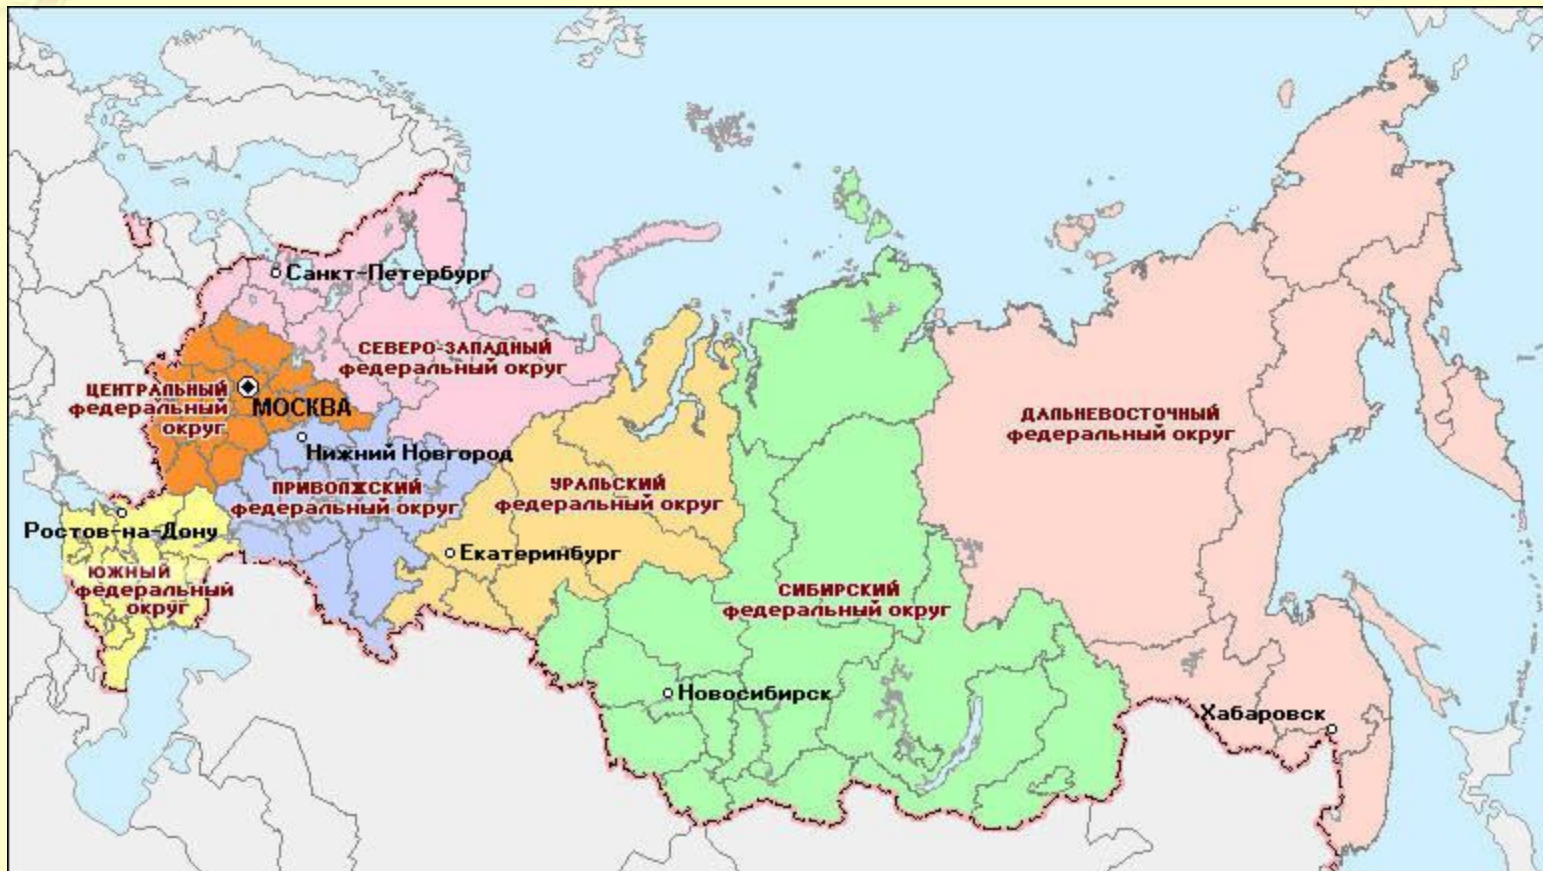 Санкт-Петербург
СЕВЕРО-ЗАПАДНЫЙ
федеральный округ
ЦЕНТРАЛЬНЫЙ
федеральный
округ
МОСКВА
ДАЛЬНЕВОСТОЧНЫЙ
федеральный округ
Нижний Новгород
ПРИВОЛЖСКИЙ
федеральный округ
УРАЛЬСКИЙ
федеральный округ
Ростов-на-Дону
Екатеринбург
ЮЖНЫЙ
федеральный
округ
СИБИРСКИЙ
федеральный округ
Новосибирск
Хабаровск